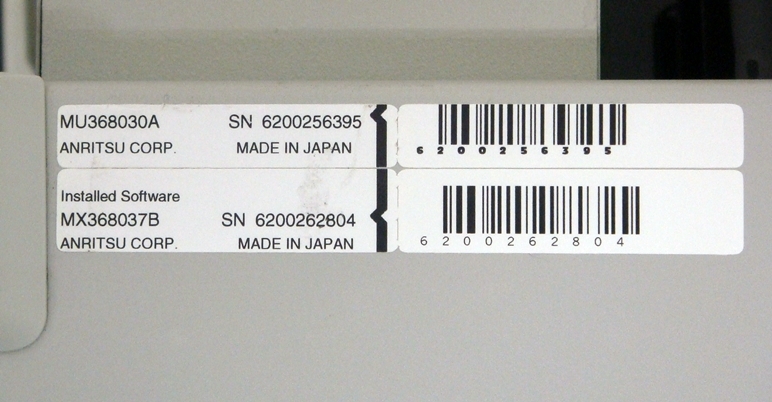 MU368030A SN 6200256395
ANRITSU CORP. MADE IN JAPAN
6200256395
Installed Software
MX368037B SN 6200262804
ANRITSU CORP. MADE IN JAPAN
6200262804